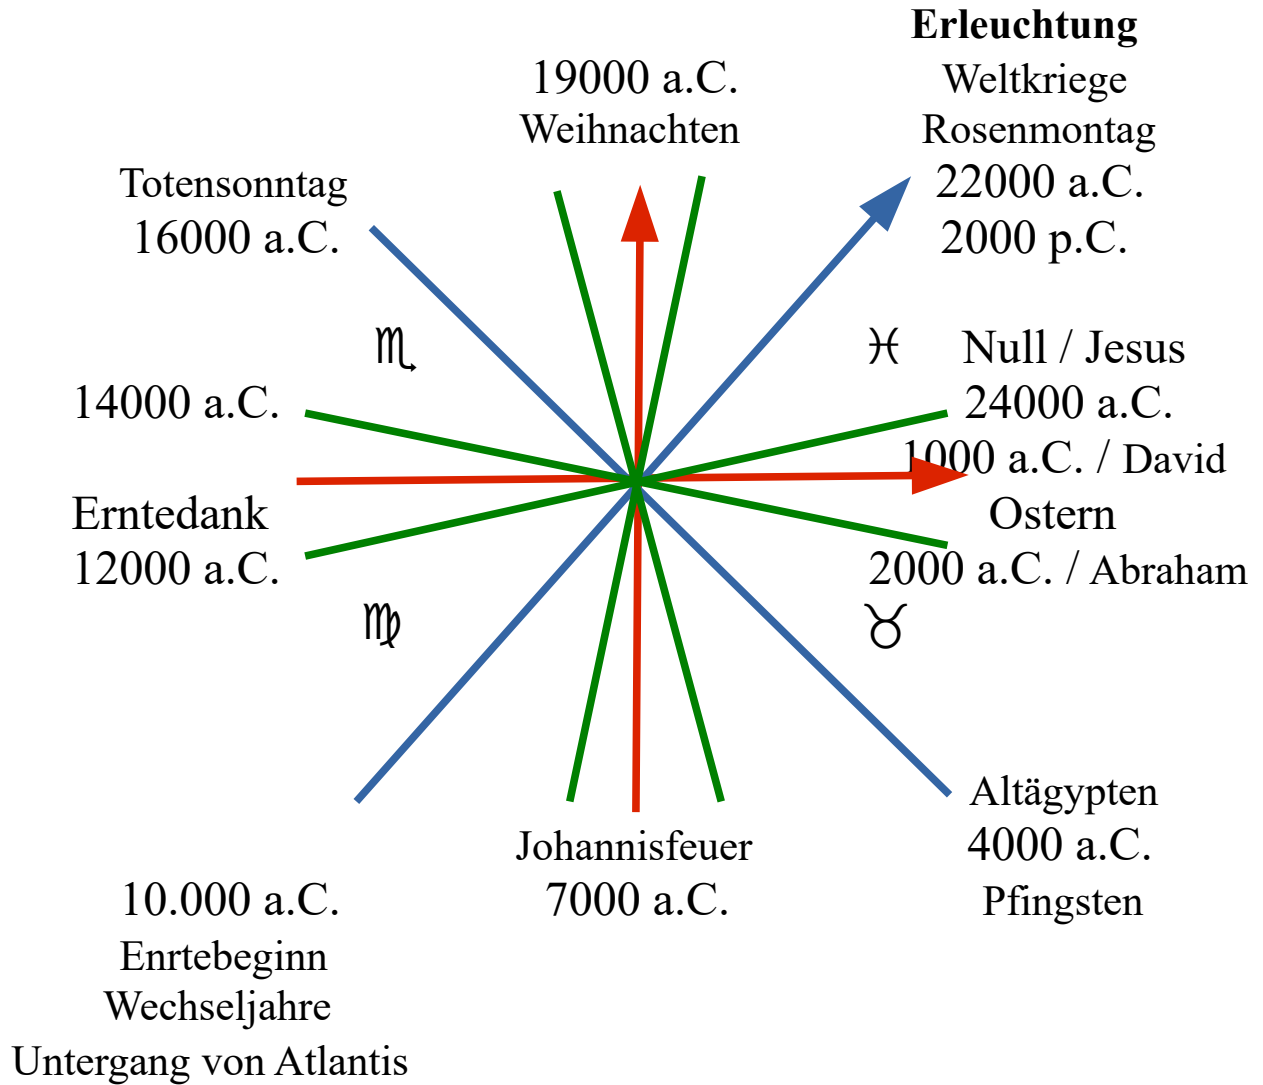 Erleuchtung
Weltkriege
Rosenmontag
22000 a.C.
2000 p.C.
19000 a.C.
Weihnachten
Totensonntag
16000 a.C.
♏
♓
Null / Jesus
24000 a.C.
1000 a.C. / David
Ostern
2000 a.C. / Abraham
14000 a.C.
Erntedank
12000 a.C.
♍
♉
Altägypten
4000 a.C.
Pfingsten
Johannisfeuer
7000 a.C.
10.000 a.C.
Enrtebeginn
Wechseljahre
Untergang von Atlantis